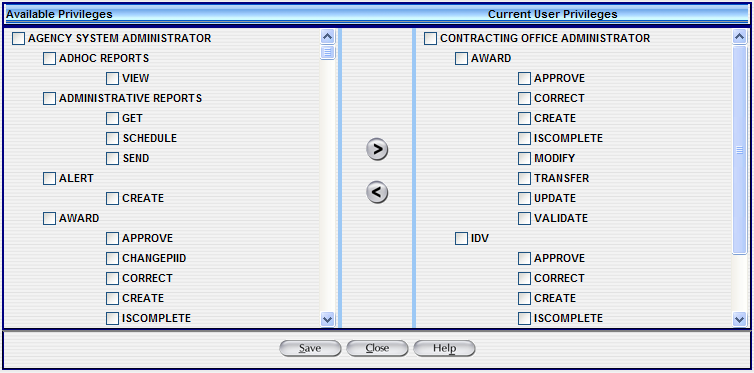 Available Privileges
Current User Privileges
AGENCY SYSTEM ADMINISTRATOR
ADHOC REPORTS
VIEW
ADMINISTRATIVE REPORTS
GET
SCHEDULE
SEND
ALERT
CREATE
AWARD
APPROVE
CHANGEPIID
CORRECT
CREATE
ISCOMPLETE
>
<
CONTRACTING OFFICE ADMINISTRATOR
AWARD
APPROVE
CORRECT
CREATE
ISCOMPLETE
MODIFY
TRANSFER
UPDATE
VALIDATE
IDV
APPROVE
CORRECT
CREATE
ISCOMPLETE
Save
Close
Help